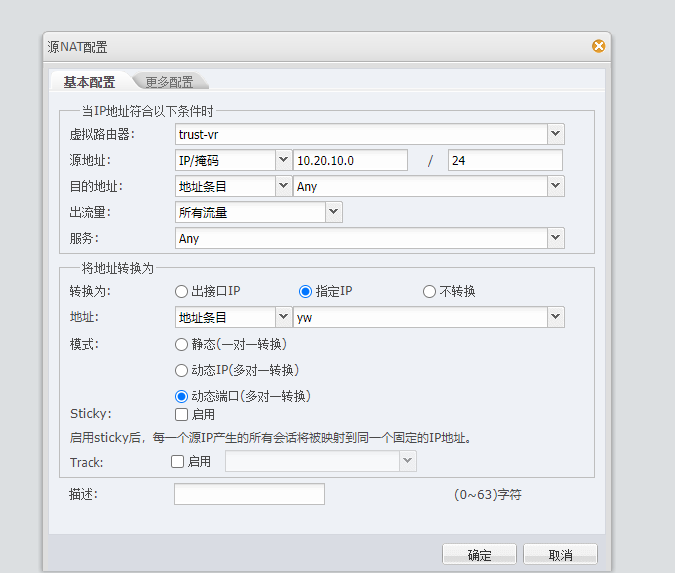 源NAT配置
基本配置 更多配置
当IP地址符合以下条件时
虚拟路由器: trust-vr
源地址: IP/掩码 10.20.10.0 / 24
目的地址: 地址条目 Any
出流量: 所有流量
服务: Any
将地址转换为
转换为: 出接口IP 指定IP 不转换
地址: 地址条目 yw
模式: 静态(一对一转换)
动态IP(多对一转换)
动态端口(多对一转换)
Sticky: 启用
启用sticky后，每一个源IP产生的所有会话将被映射到同一个固定的IP地址。
Track: 启用
描述: (0~63)字符
确定 取消